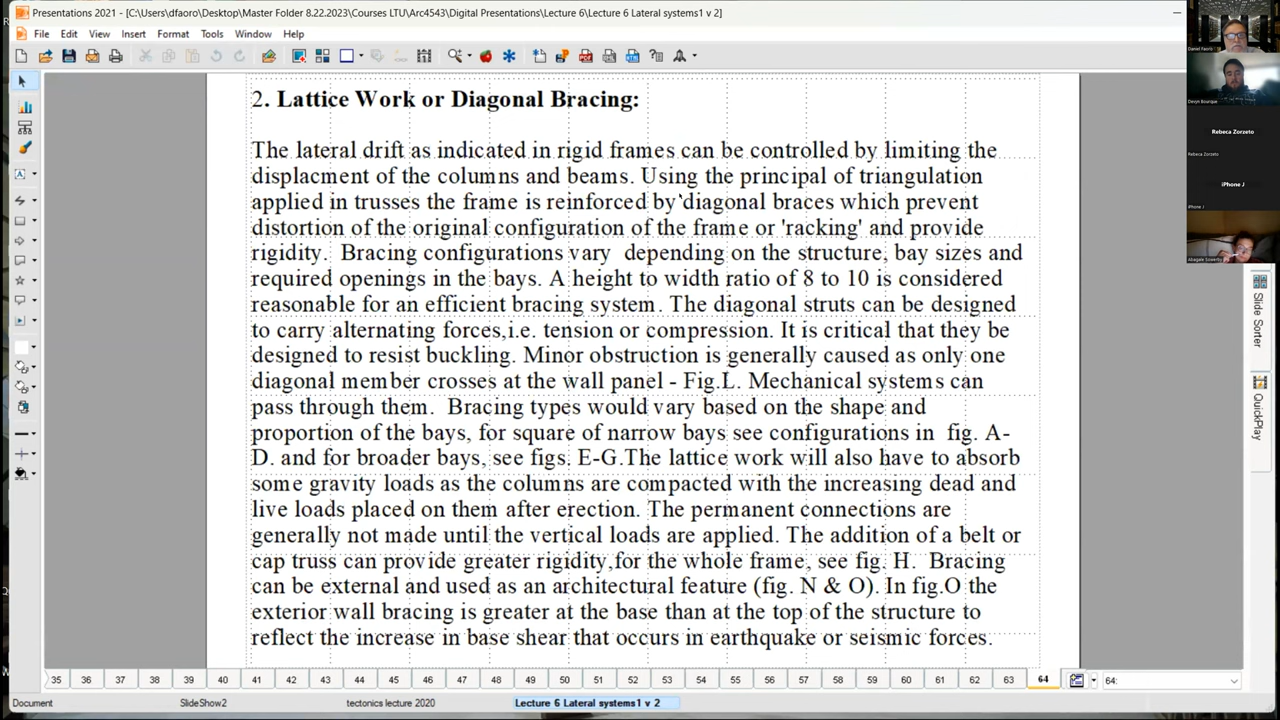 Presentations 2021 - [C:\Users\dfaoro\Desktop\Master Folder 8.22.2023\Courses LTU\Arc4543\Digital Presentations\Lecture 6\Lecture 6 Lateral systems1 v 2]
File Edit View Insert Format Tools Window Help
2. Lattice Work or Diagonal Bracing:
The lateral drift as indicated in rigid frames can be controlled by limiting the
displacment of the columns and beams. Using the principal of triangulation
applied in trusses the frame is reinforced by diagonal braces which prevent
distortion of the original configuration of the frame or 'racking' and provide
rigidity. Bracing configurations vary depending on the structure, bay sizes and
required openings in the bays. A height to width ratio of 8 to 10 is considered
reasonable for an efficient bracing system. The diagonal struts can be designed
to carry alternating forces,i.e. tension or compression. It is critical that they be
designed to resist buckling. Minor obstruction is generally caused as only one
diagonal member crosses at the wall panel - Fig.L. Mechanical systems can
pass through them. Bracing types would vary based on the shape and
proportion of the bays, for square of narrow bays see configurations in fig. A-
D. and for broader bays, see figs. E-G.The lattice work will also have to absorb
some gravity loads as the columns are compacted with the increasing dead and
live loads placed on them after erection. The permanent connections are
generally not made until the vertical loads are applied. The addition of a belt or
cap truss can provide greater rigidity,for the whole frame, see fig. H. Bracing
can be external and used as an architectural feature (fig. N & O). In fig.O the
exterior wall bracing is greater at the base than at the top of the structure to
reflect the increase in base shear that occurs in earthquake or seismic forces.
35 36 37 38 39 40 41 42 43 44 45 46 47 48 49 50 51 52 53 54 55 56 57 58 59 60 61 62 63 64 64:
Document SlideShow2 tectonics lecture 2020 Lecture 6 Lateral systems1 v 2
Slide Sorter
QuickPlay
Devyn Bourque
Rebeca Zorzeto
Rebeca Zorzeto
iPhone J
iPhone J